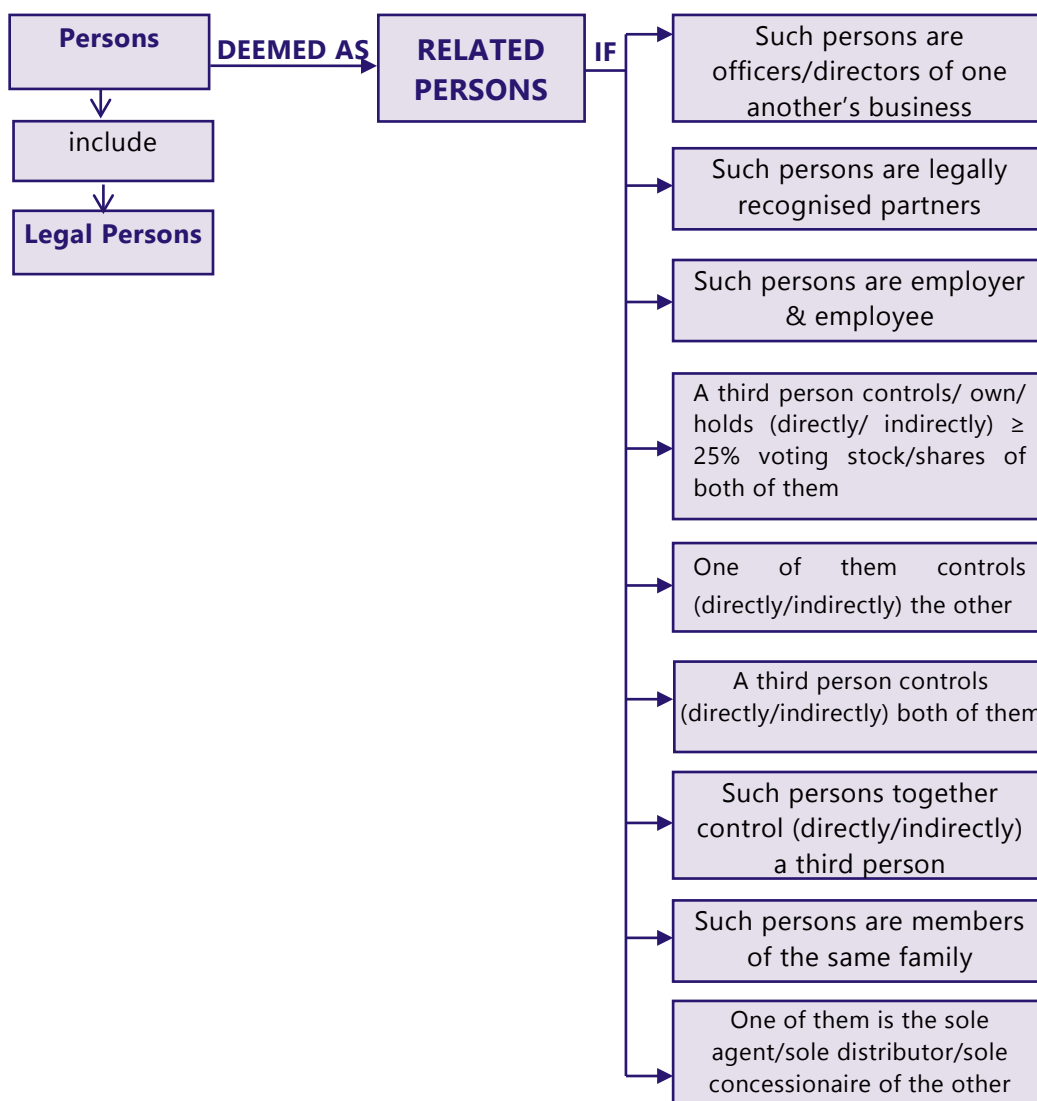 Persons
DEEMED AS
RELATED
PERSONS
IF
include
Legal Persons
Such persons are
officers/directors of one
another’s business
Such persons are legally
recognised partners
Such persons are employer
& employee
A third person controls/ own/
holds (directly/ indirectly) ≥
25% voting stock/shares of
both of them
One of them controls
(directly/indirectly) the other
A third person controls
(directly/indirectly) both of them
Such persons together
control (directly/indirectly)
a third person
Such persons are members
of the same family
One of them is the sole
agent/sole distributor/sole
concessionaire of the other